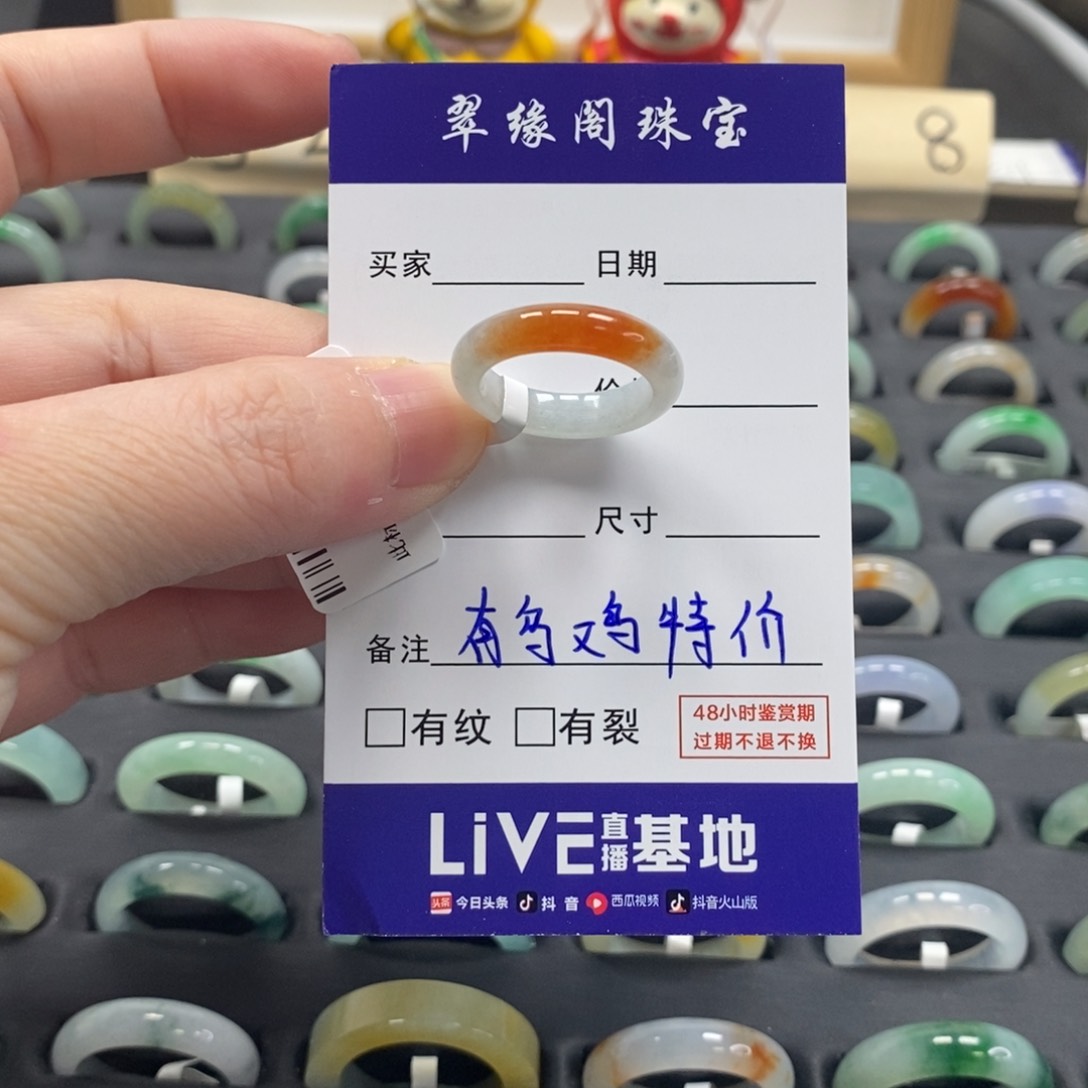 翠缘阁珠宝
8
买家 日期
尺寸
备注 有乌鸡特价
有纹 有裂
48小时鉴赏期
过期不退不换
LiVE直播基地
头条 今日头条 抖音 西瓜视频 抖音火山版